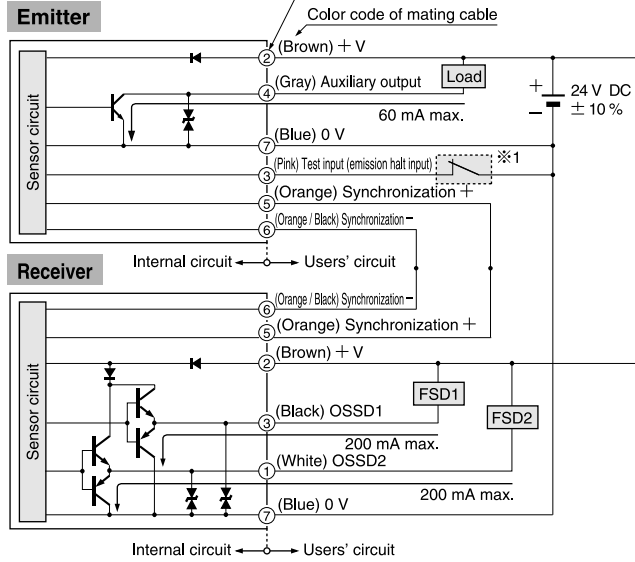 Emitter
Color code of mating cable
② (Brown) + V
④ (Gray) Auxiliary output
Load
+
−
24 V DC
± 10 %
60 mA max.
Sensor circuit
⑦ (Blue) 0 V
③ (Pink) Test input (emission halt input)
※1
⑤ (Orange) Synchronization +
⑥ (Orange / Black) Synchronization −
Internal circuit
Users' circuit
Receiver
⑥ (Orange / Black) Synchronization −
⑤ (Orange) Synchronization +
② (Brown) + V
Sensor circuit
FSD1
FSD2
③ (Black) OSSD1
200 mA max.
① (White) OSSD2
200 mA max.
⑦ (Blue) 0 V
Internal circuit
Users' circuit